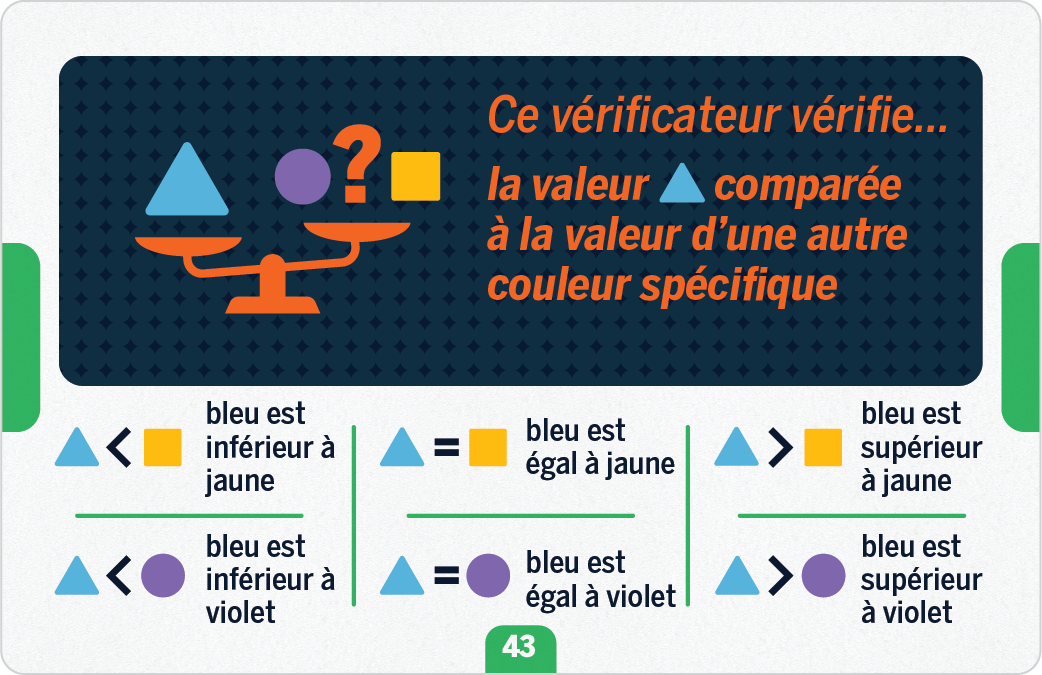 Ce vérificateur vérifie...
?
la valeur comparée
à la valeur d'une autre
couleur spécifique
< bleu est
inférieur à
jaune
= bleu est
égal à jaune
> bleu est
supérieur
à jaune
< bleu est
inférieur à
violet
= bleu est
égal à violet
> bleu est
supérieur
à violet
43